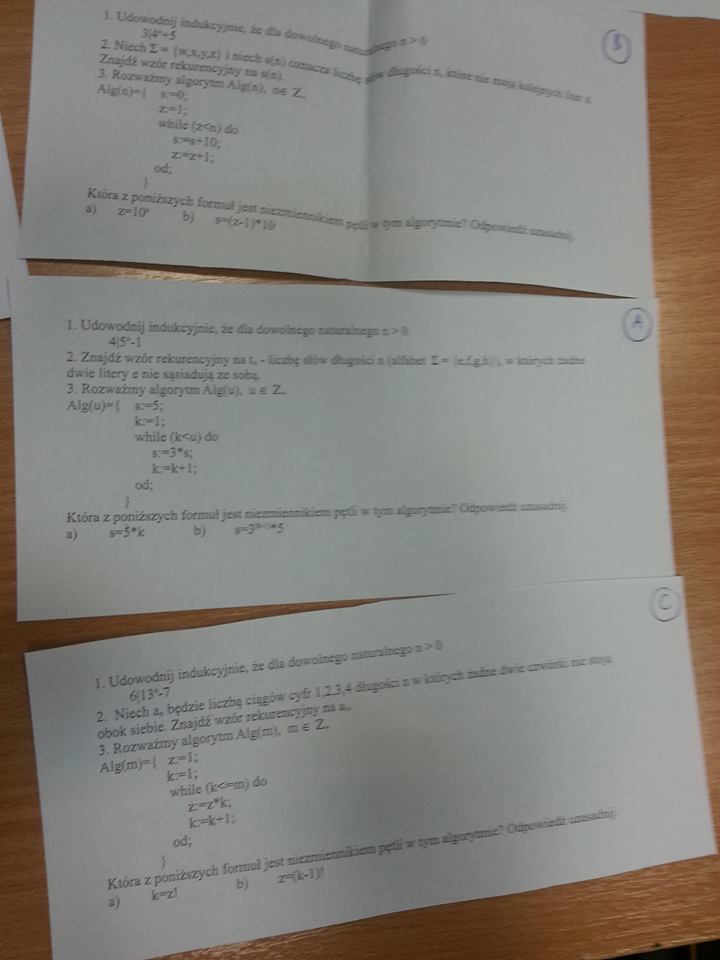 B
1. Udowodnij indukcyjnie, że dla dowolnego naturalnego n > 0
3|4ⁿ+5
2. Niech Σ = {w,x,y,z} i niech s(n) oznacza liczbę słów długości n, które nie mają kolejnych liter z.
Znajdź wzór rekurencyjny na s(n).
3. Rozważmy algorytm Alg(n), n∈ Z.
Alg(n)={ s:=0;
z:=1;
while (z<n) do
s:=s+10;
z:=z+1;
od;
}
Która z poniższych formuł jest niezmiennikiem pętli w tym algorytmie? Odpowiedź uzasadnij.
a) z=10ˢ b) s=(z-1)*10
A
1. Udowodnij indukcyjnie, że dla dowolnego naturalnego n > 0
4|5ⁿ-1
2. Znajdź wzór rekurencyjny na tₙ - liczbę słów długości n (alfabet Σ = {e,f,g,h}), w których żadne
dwie litery e nie sąsiadują ze sobą.
3. Rozważmy algorytm Alg(u), u ∈ Z.
Alg(u)={ s:=5;
k:=1;
while (k<u) do
s:=3*s;
k:=k+1;
od;
}
Która z poniższych formuł jest niezmiennikiem pętli w tym algorytmie? Odpowiedź uzasadnij.
a) s=5*k b) s=3⁽ᵏ⁻¹⁾*5
C
1. Udowodnij indukcyjnie, że dla dowolnego naturalnego n > 0
6|13ⁿ-7
2. Niech aₙ będzie liczbą ciągów cyfr 1,2,3,4 długości n w których żadne dwie czwórki nie stoją
obok siebie. Znajdź wzór rekurencyjny na aₙ.
3. Rozważmy algorytm Alg(m), m ∈ Z.
Alg(m)={ z:=1;
k:=1;
while (k<=m) do
z:=z*k;
k:=k+1;
od;
}
Która z poniższych formuł jest niezmiennikiem pętli w tym algorytmie? Odpowiedź uzasadnij.
a) k=z! b) z=(k-1)!